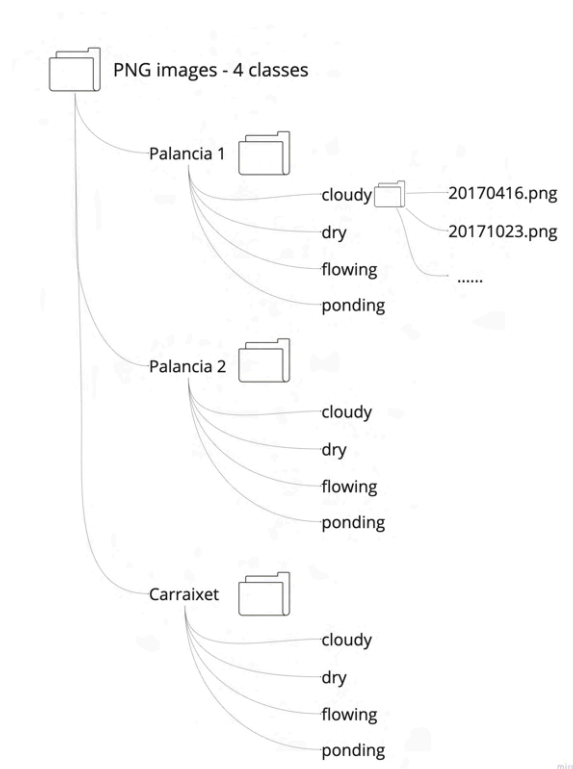 PNG images - 4 classes
Palancia 1
cloudy
20170416.png
dry
20171023.png
flowing
......
ponding
Palancia 2
cloudy
dry
flowing
ponding
Carraixet
cloudy
dry
flowing
ponding
miro